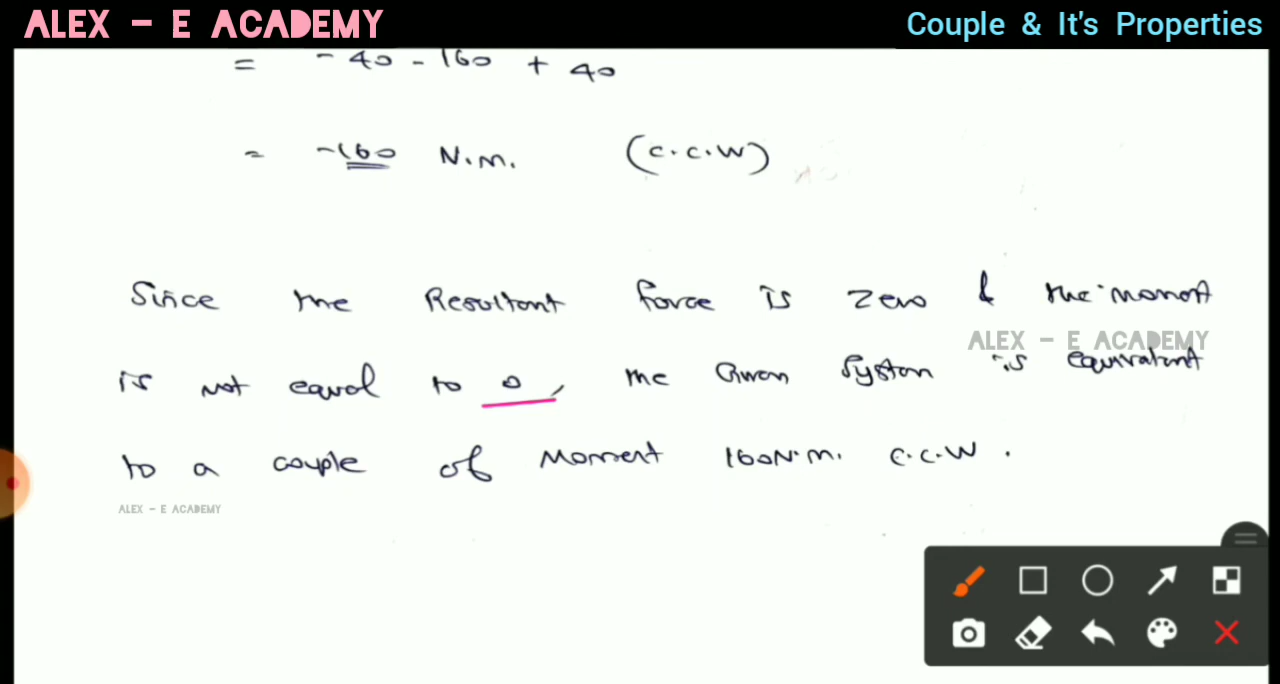 ALEX - E ACADEMY
Couple & It's Properties
= - 40 - 160 + 40
= -160 N.m. (C.C.W)
Since the Resultant force is zero & the moment
ALEX - E ACADEMY
is not equal to 0, the Given System is equivalent
to a couple of Moment 160N.m. C.C.W.
ALEX - E ACADEMY